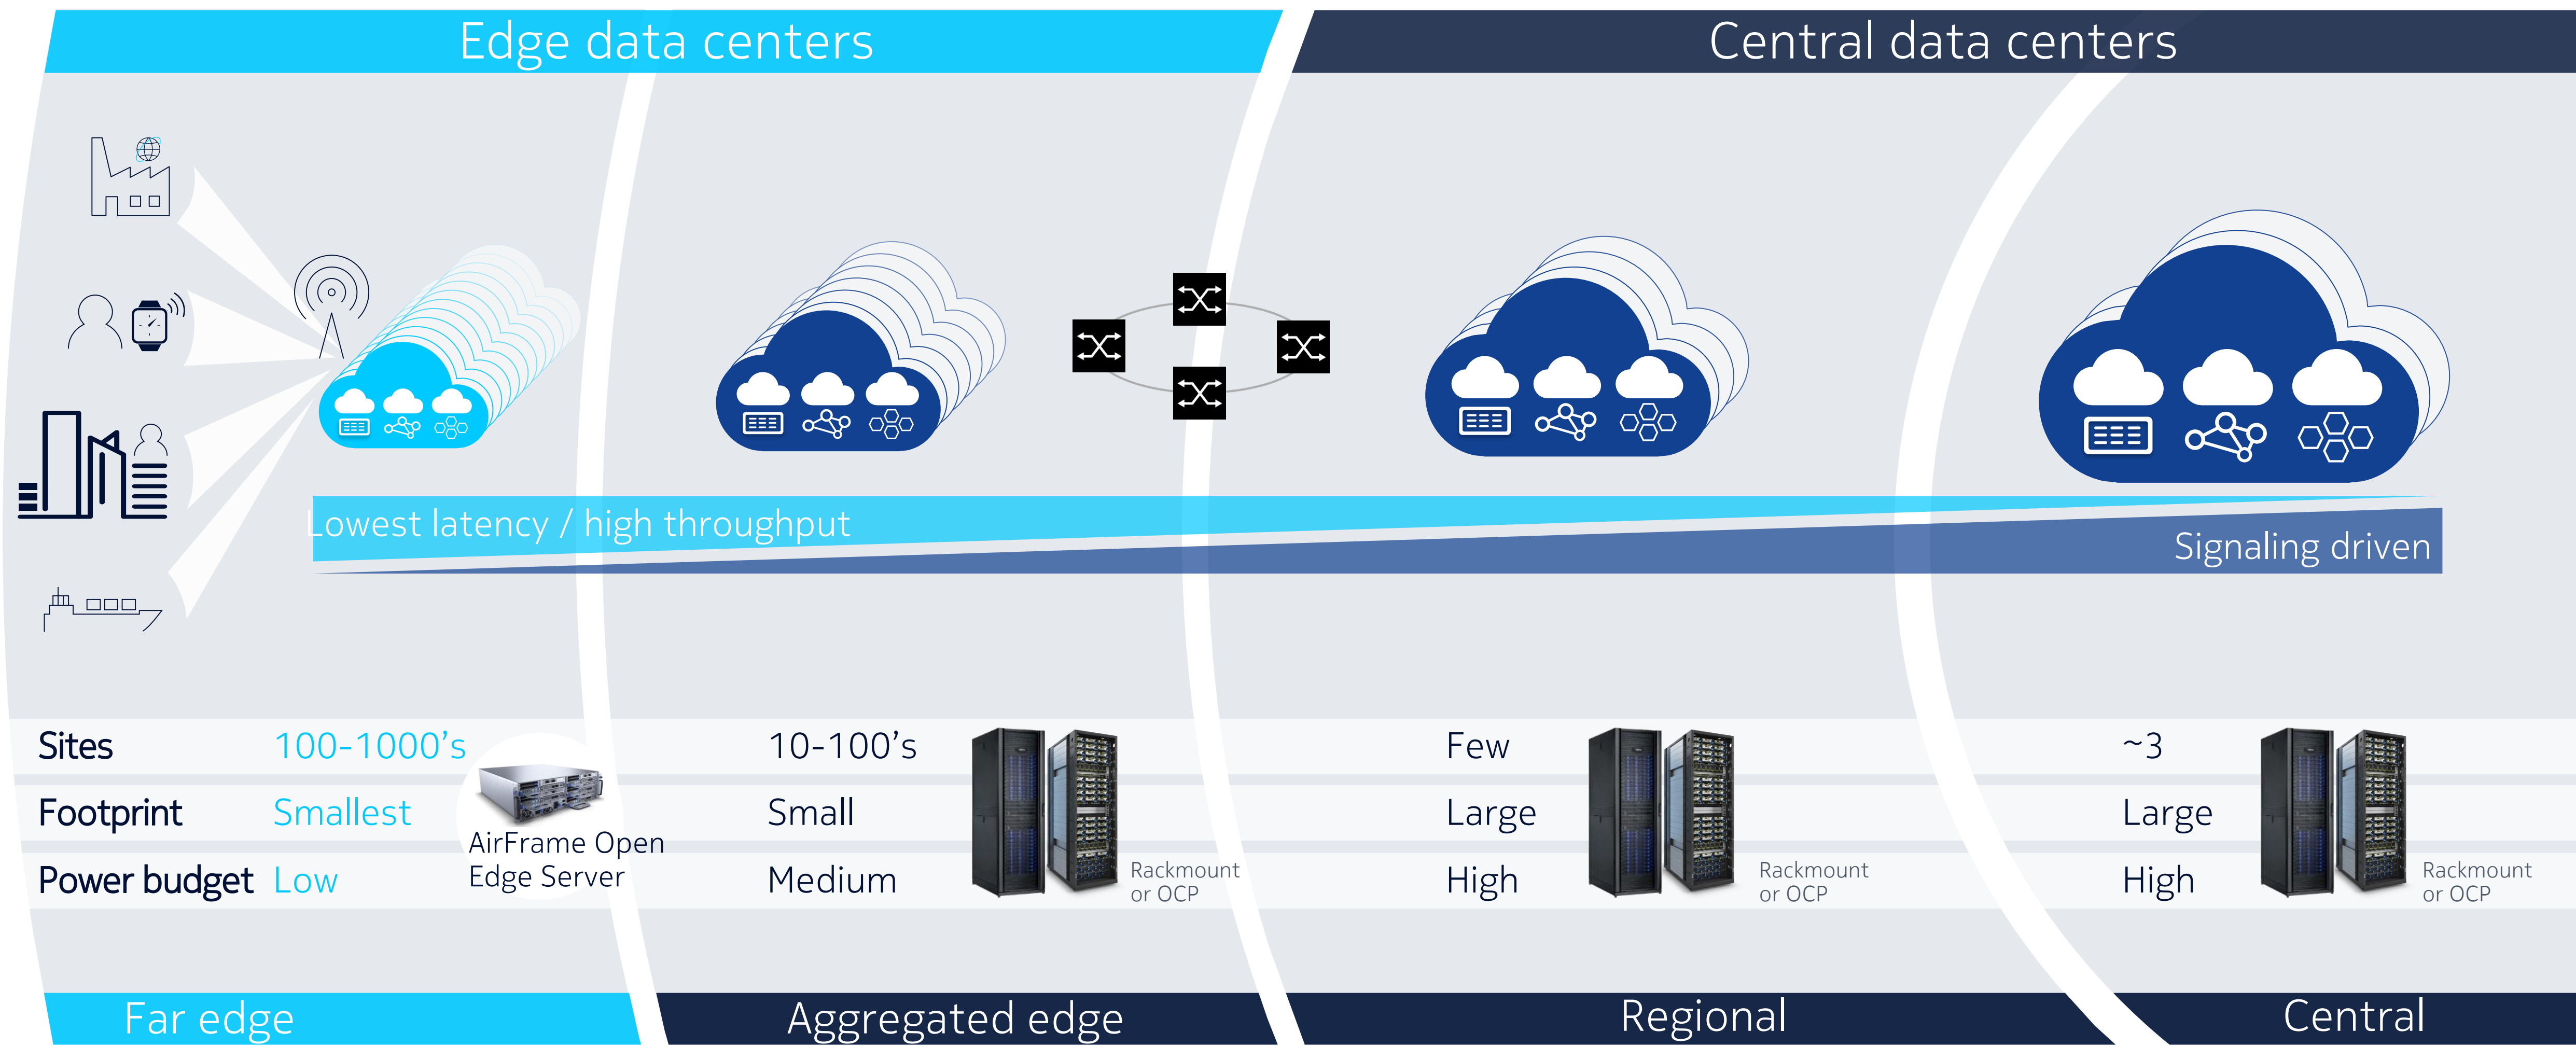 Edge data centers
Central data centers
Lowest latency / high throughput
Signaling driven
Sites
100-1000’s
10-100’s
Few
~3
Footprint
Smallest
AirFrame Open
Edge Server
Small
Large
Large
Power budget
Low
Medium
Rackmount
or OCP
High
Rackmount
or OCP
High
Rackmount
or OCP
Far edge
Aggregated edge
Regional
Central